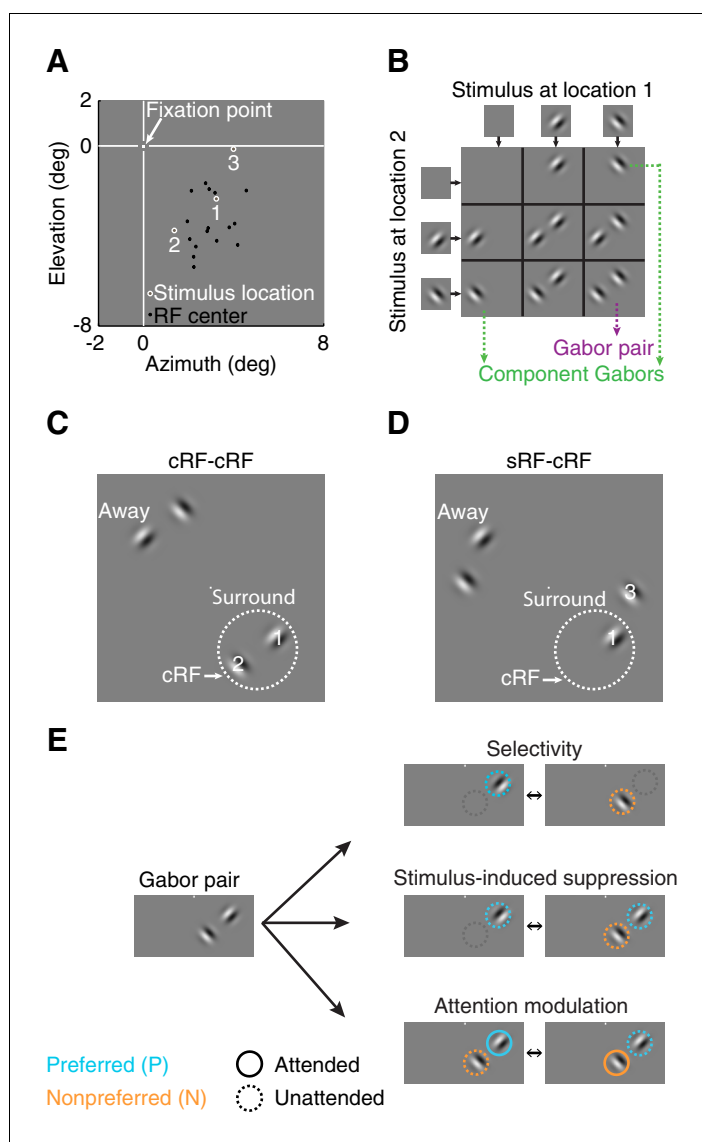 A
2
Fixation point
0
3
1
2
Stimulus location
RF center
-8
-2
0
8
Elevation (deg)
Azimuth (deg)
B
Stimulus at location 1
Stimulus at location 2
Gabor pair
Component Gabors
C
cRF-cRF
Away
Surround
1
2
cRF
D
sRF-cRF
Away
3
Surround
1
cRF
E
Selectivity
Gabor pair
Stimulus-induced suppression
Attention modulation
Preferred (P)
Attended
Nonpreferred (N)
Unattended